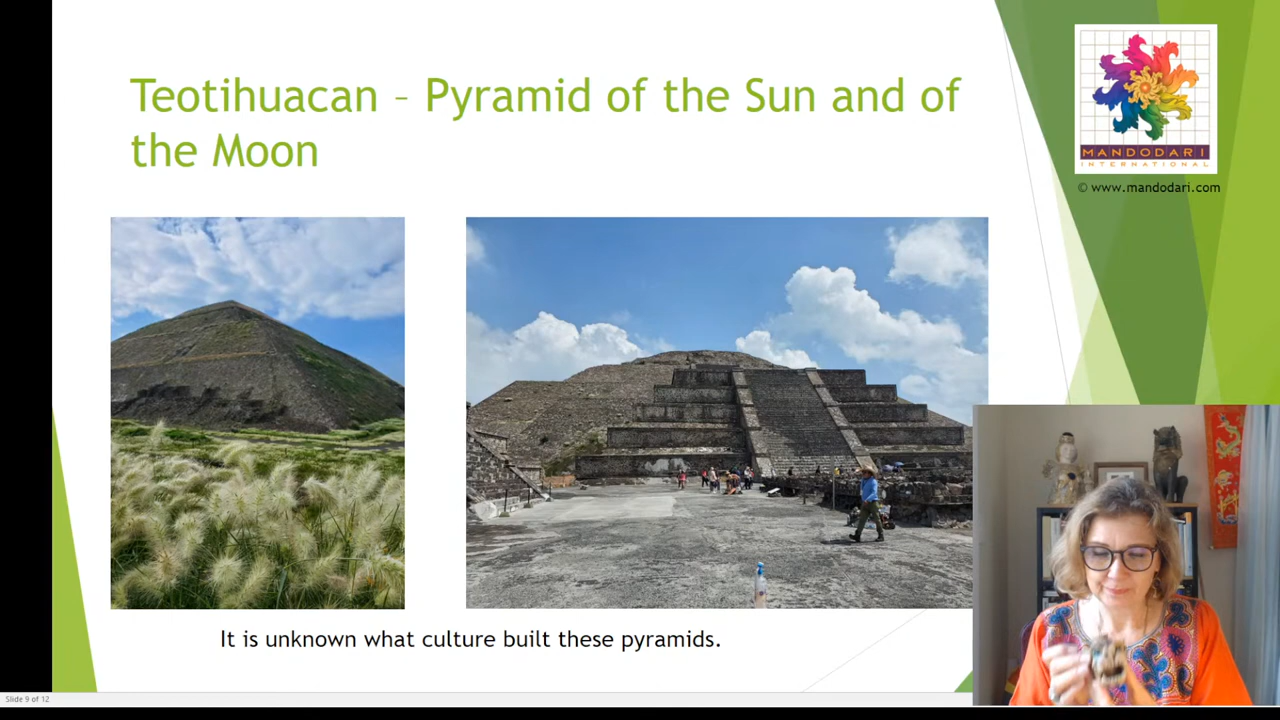 Teotihuacan – Pyramid of the Sun and of
the Moon
MANDODARI
INTERNATIONAL
© www.mandodari.com
It is unknown what culture built these pyramids.
Slide 9 of 12